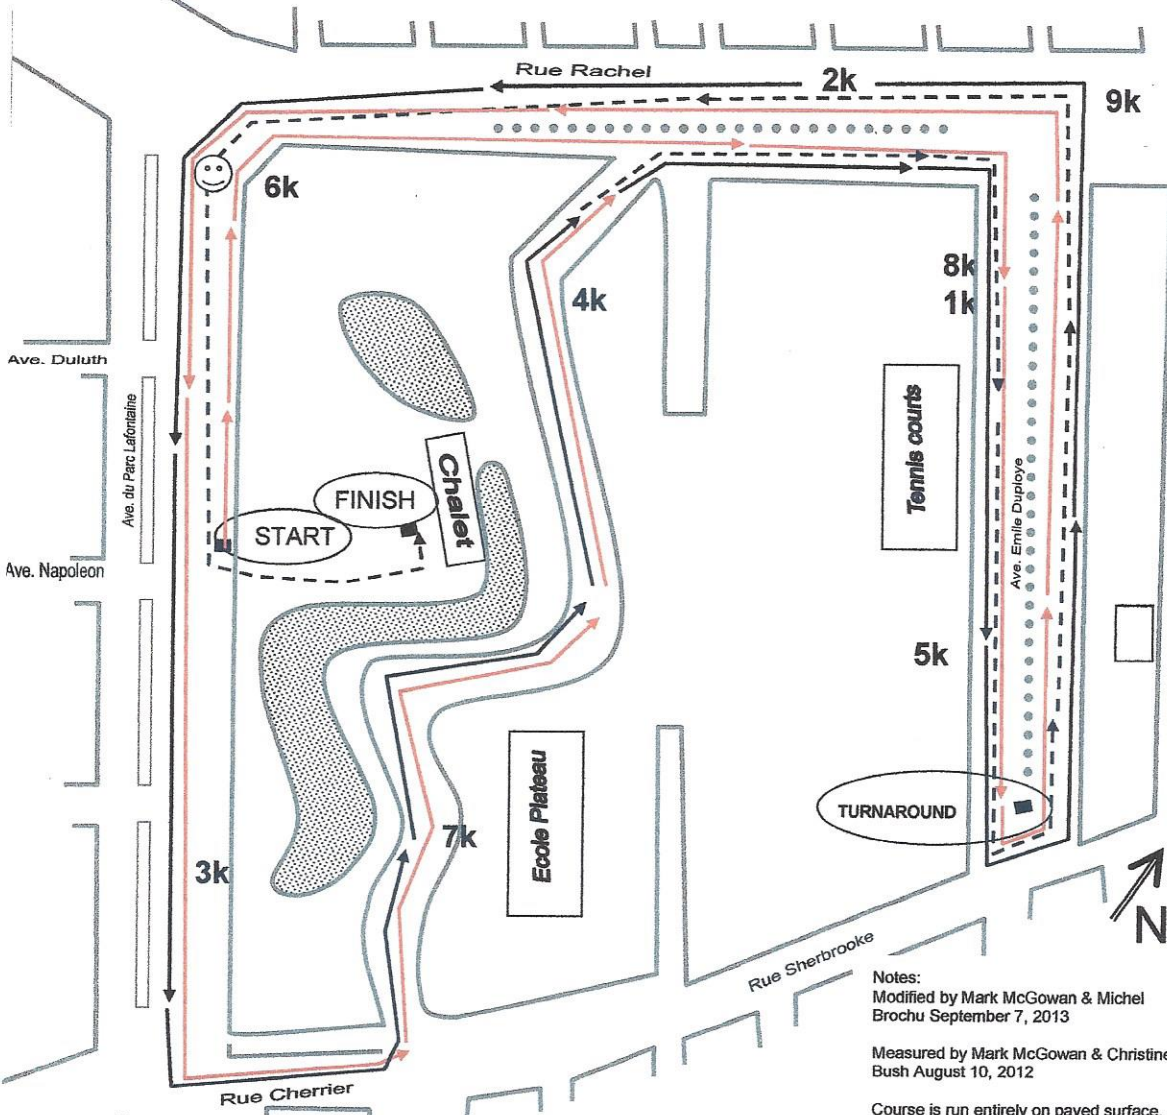 Rue Rachel
2k
9k
6k
8k
1k
4k
Ave. Duluth
Ave. du Parc Lafontaine
Chalet
FINISH
START
Tennis courts
Ave. Emile Duploye
Ave. Napoleon
5k
Ecole Plateau
TURNAROUND
7k
3k
N
Rue Sherbrooke
Rue Cherrier
Notes:
Modified by Mark McGowan & Michel
Brochu September 7, 2013
Measured by Mark McGowan & Christine
Bush August 10, 2012
Course is run entirely on paved surface